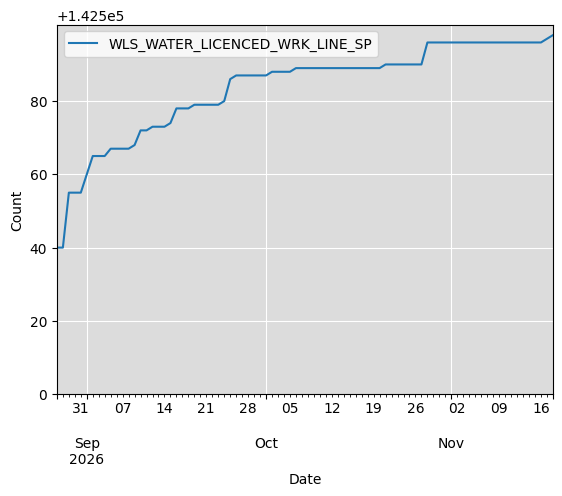 +1.425e5
WLS_WATER_LICENCED_WRK_LINE_SP
80
60
40
20
0
Count
31 07 14 21 28 05 12 19 26 02 09 16
Sep Oct Nov
2026
Date